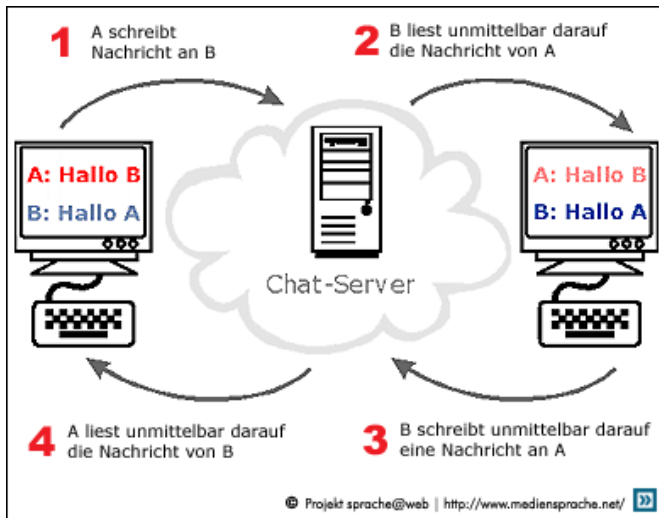 1 A schreibt
Nachricht an B
2 B liest unmittelbar darauf
die Nachricht von A
A: Hallo B
B: Hallo A
Chat-Server
A: Hallo B
B: Hallo A
4 A liest unmittelbar darauf
die Nachricht von B
3 B schreibt unmittelbar darauf
eine Nachricht an A
© Projekt sprache@web | http://www.mediensprache.net/